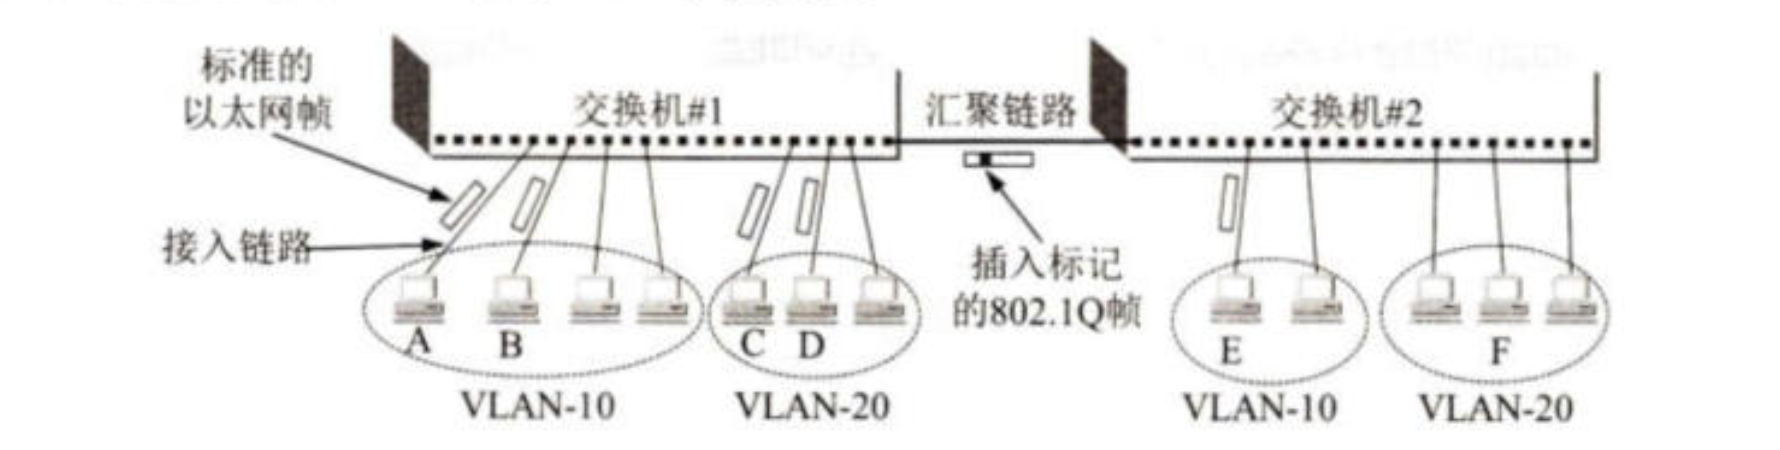 标准的
以太网帧
交换机#1
汇聚链路
交换机#2
接入链路
插入标记
的802.1Q帧
A
B
C
D
E
F
VLAN-10
VLAN-20
VLAN-10
VLAN-20